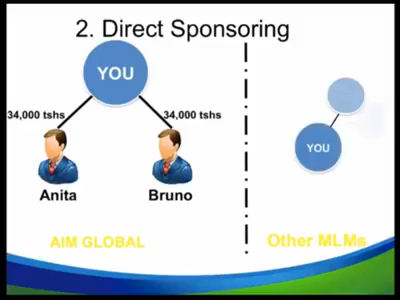 2. Direct Sponsoring
YOU
34,000 tshs
34,000 tshs
Anita
Bruno
AIM GLOBAL
YOU
Other MLMs